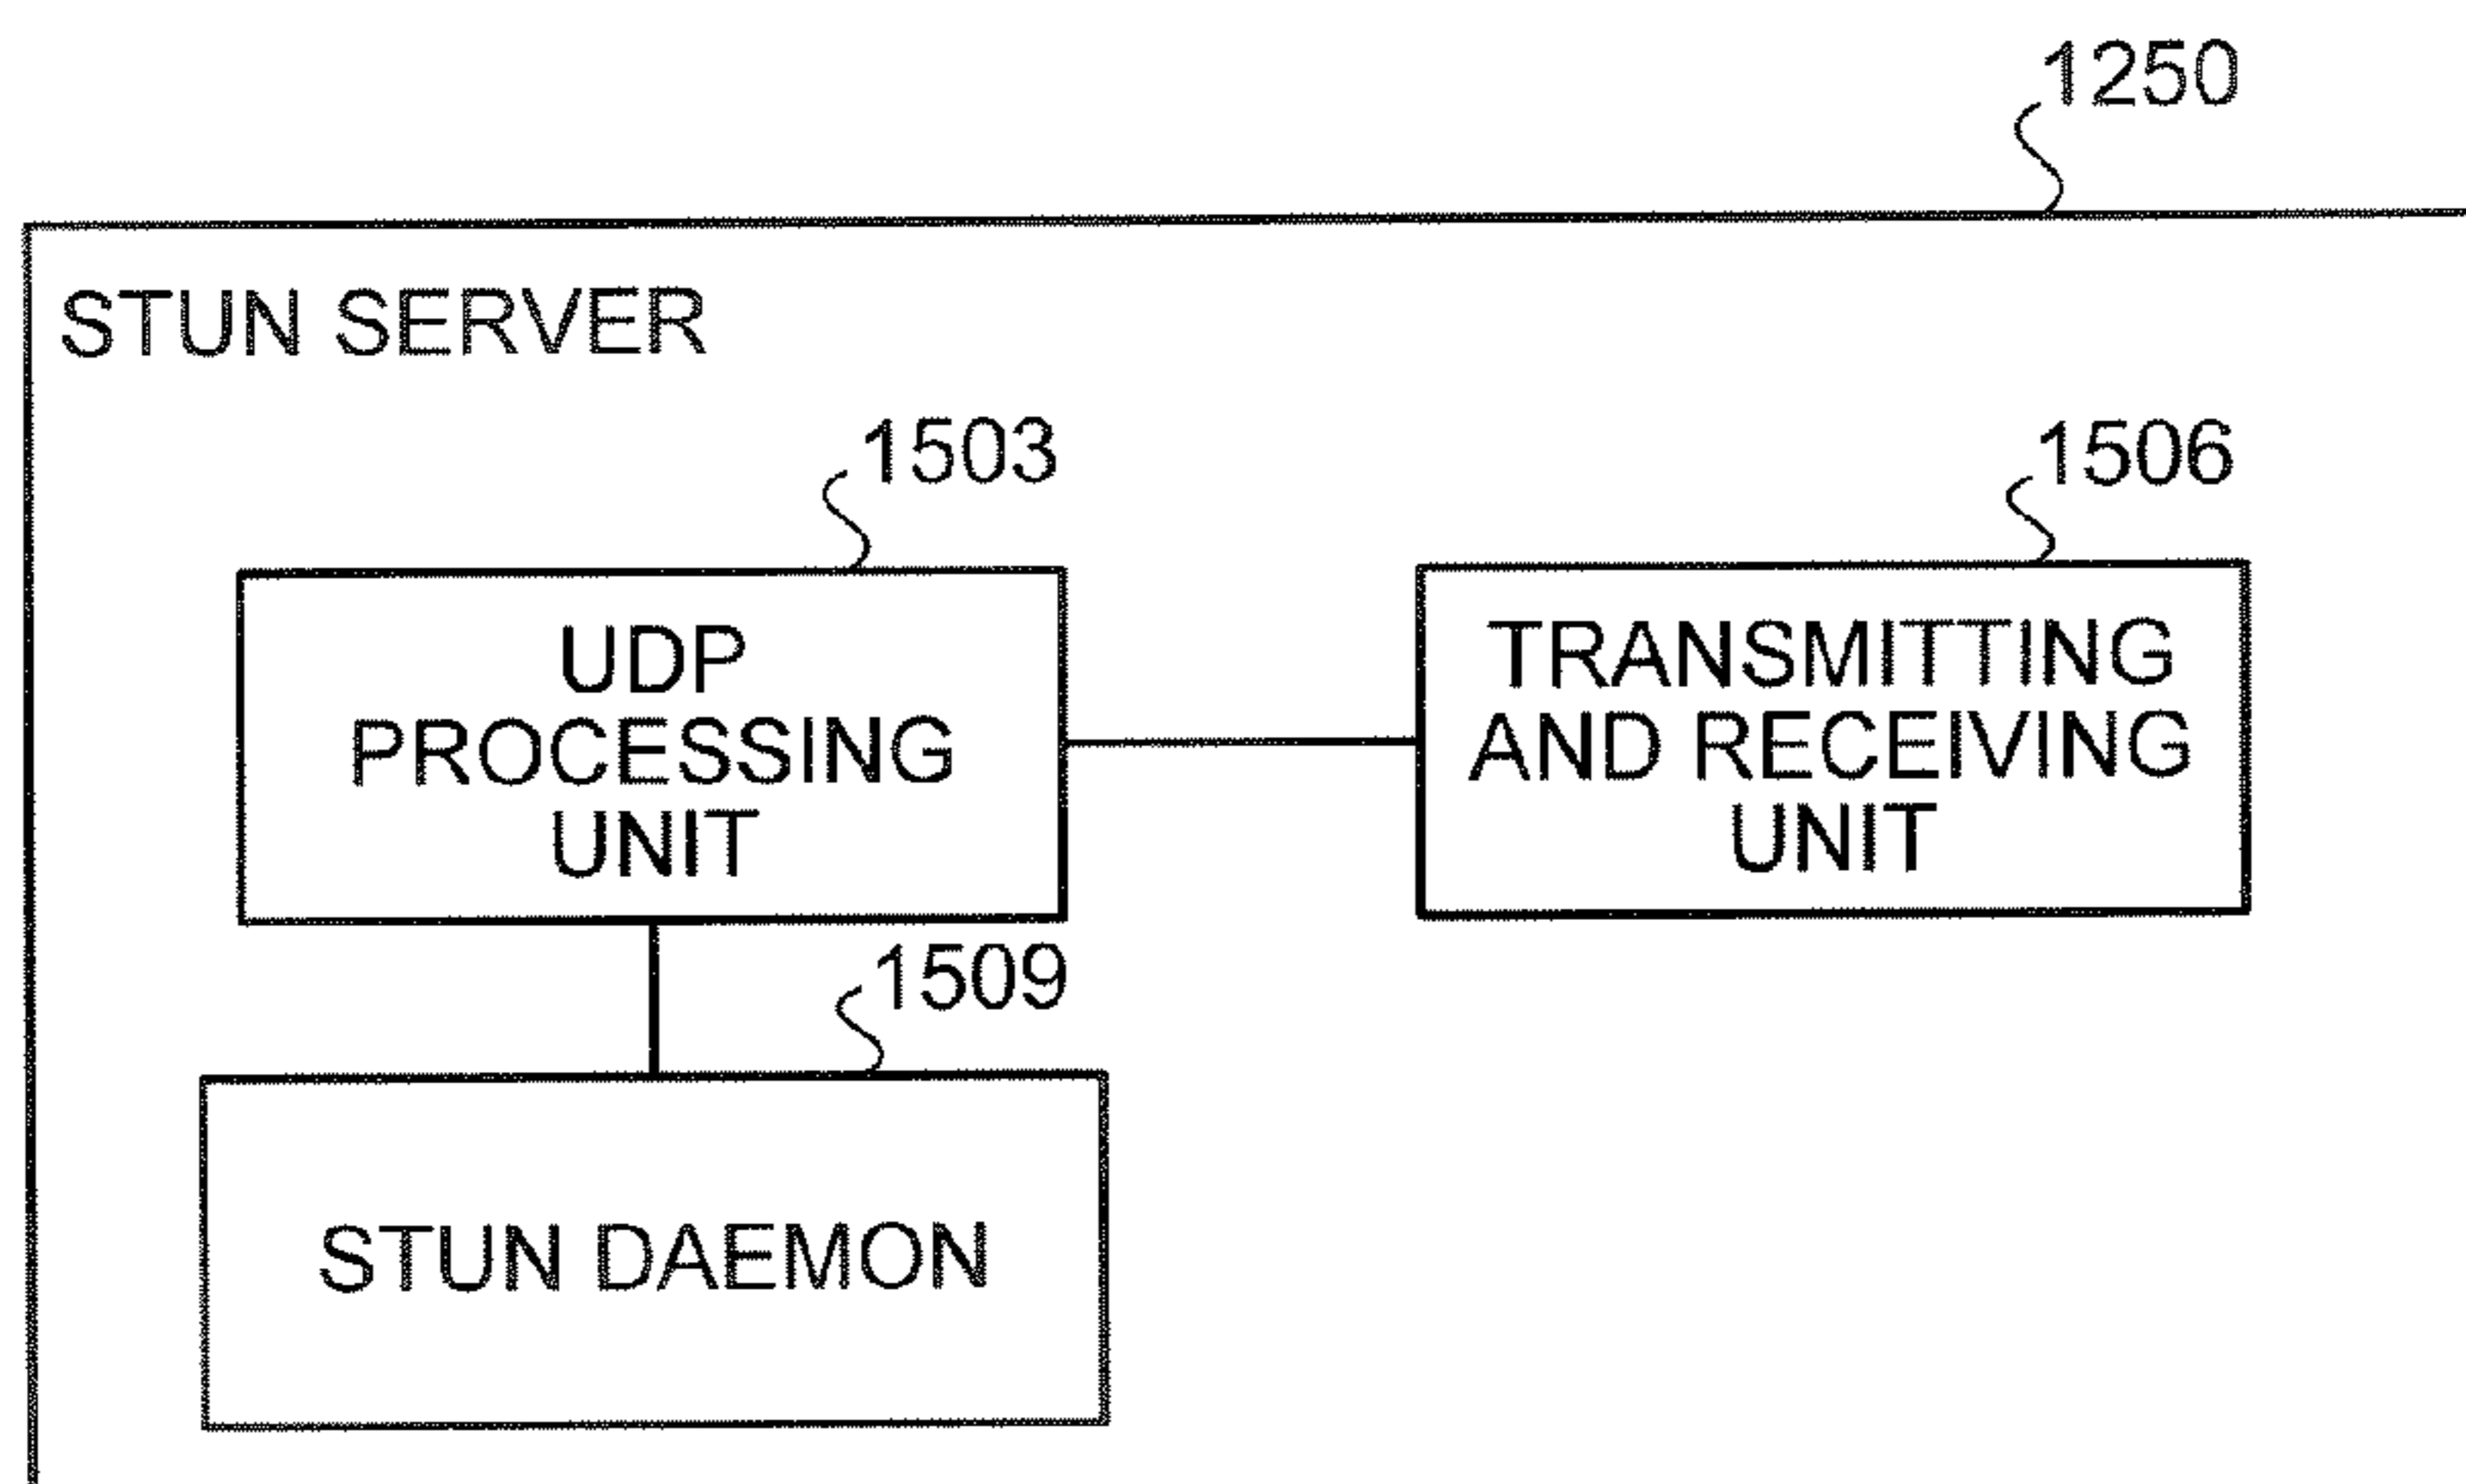 1250
STUN SERVER
1503
1506
UDP
PROCESSING
UNIT
TRANSMITTING
AND RECEIVING
UNIT
1509
STUN DAEMON